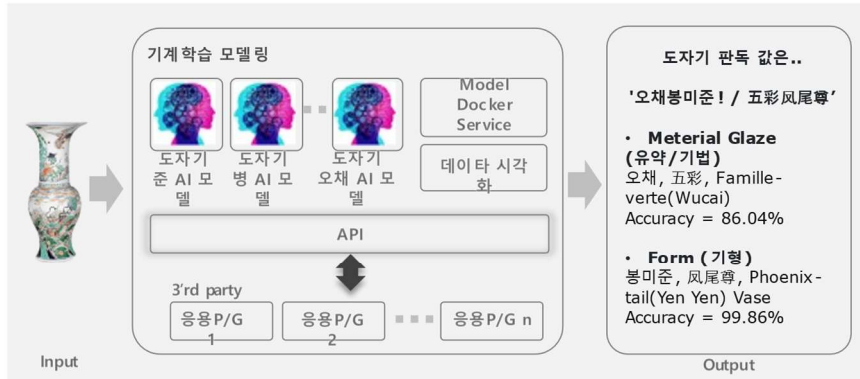 기계학습 모델링
도자기
준 AI 모
델
도자기
병 AI 모
델
도자기
오채 AI 모
델
Model
Docker
Service
데이타 시각
화
API
3'rd party
응용P/G
1
응용P/G
2
응용P/G n
Input
도자기 판독 값은..
'오채봉미준! / 五彩凤尾尊'
• Meterial Glaze
(유약/기법)
오채, 五彩, Famille-
verte(Wucai)
Accuracy = 86.04%
• Form (기형)
봉미준, 凤尾尊, Phoenix-
tail(Yen Yen) Vase
Accuracy = 99.86%
Output